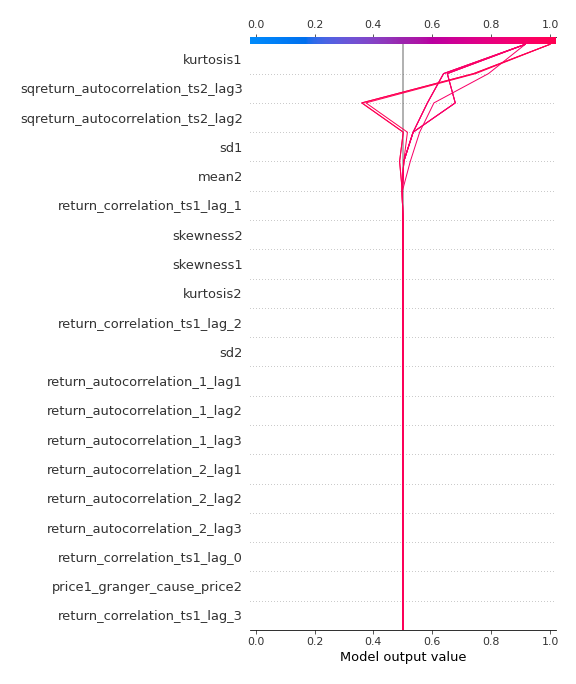 0.0 0.2 0.4 0.6 0.8 1.0
kurtosis1
sqreturn_autocorrelation_ts2_lag3
sqreturn_autocorrelation_ts2_lag2
sd1
mean2
return_correlation_ts1_lag_1
skewness2
skewness1
kurtosis2
return_correlation_ts1_lag_2
sd2
return_autocorrelation_1_lag1
return_autocorrelation_1_lag2
return_autocorrelation_1_lag3
return_autocorrelation_2_lag1
return_autocorrelation_2_lag2
return_autocorrelation_2_lag3
return_correlation_ts1_lag_0
price1_granger_cause_price2
return_correlation_ts1_lag_3
0.0 0.2 0.4 0.6 0.8 1.0
Model output value